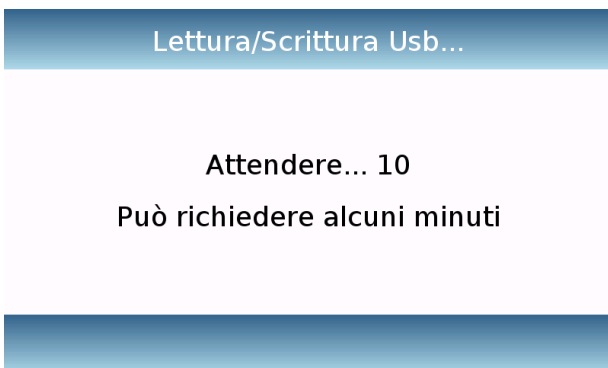 Lettura/Scrittura Usb...
Attendere... 10
Può richiedere alcuni minuti